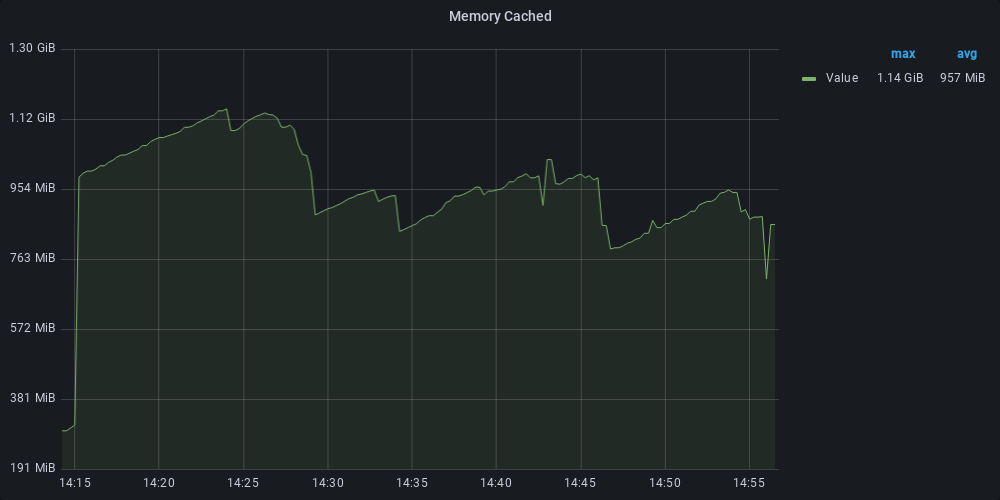 Memory Cached
1.30 GiB
1.12 GiB
954 MiB
763 MiB
572 MiB
381 MiB
191 MiB
14:15 14:20 14:25 14:30 14:35 14:40 14:45 14:50 14:55
max avg
Value 1.14 GiB 957 MiB